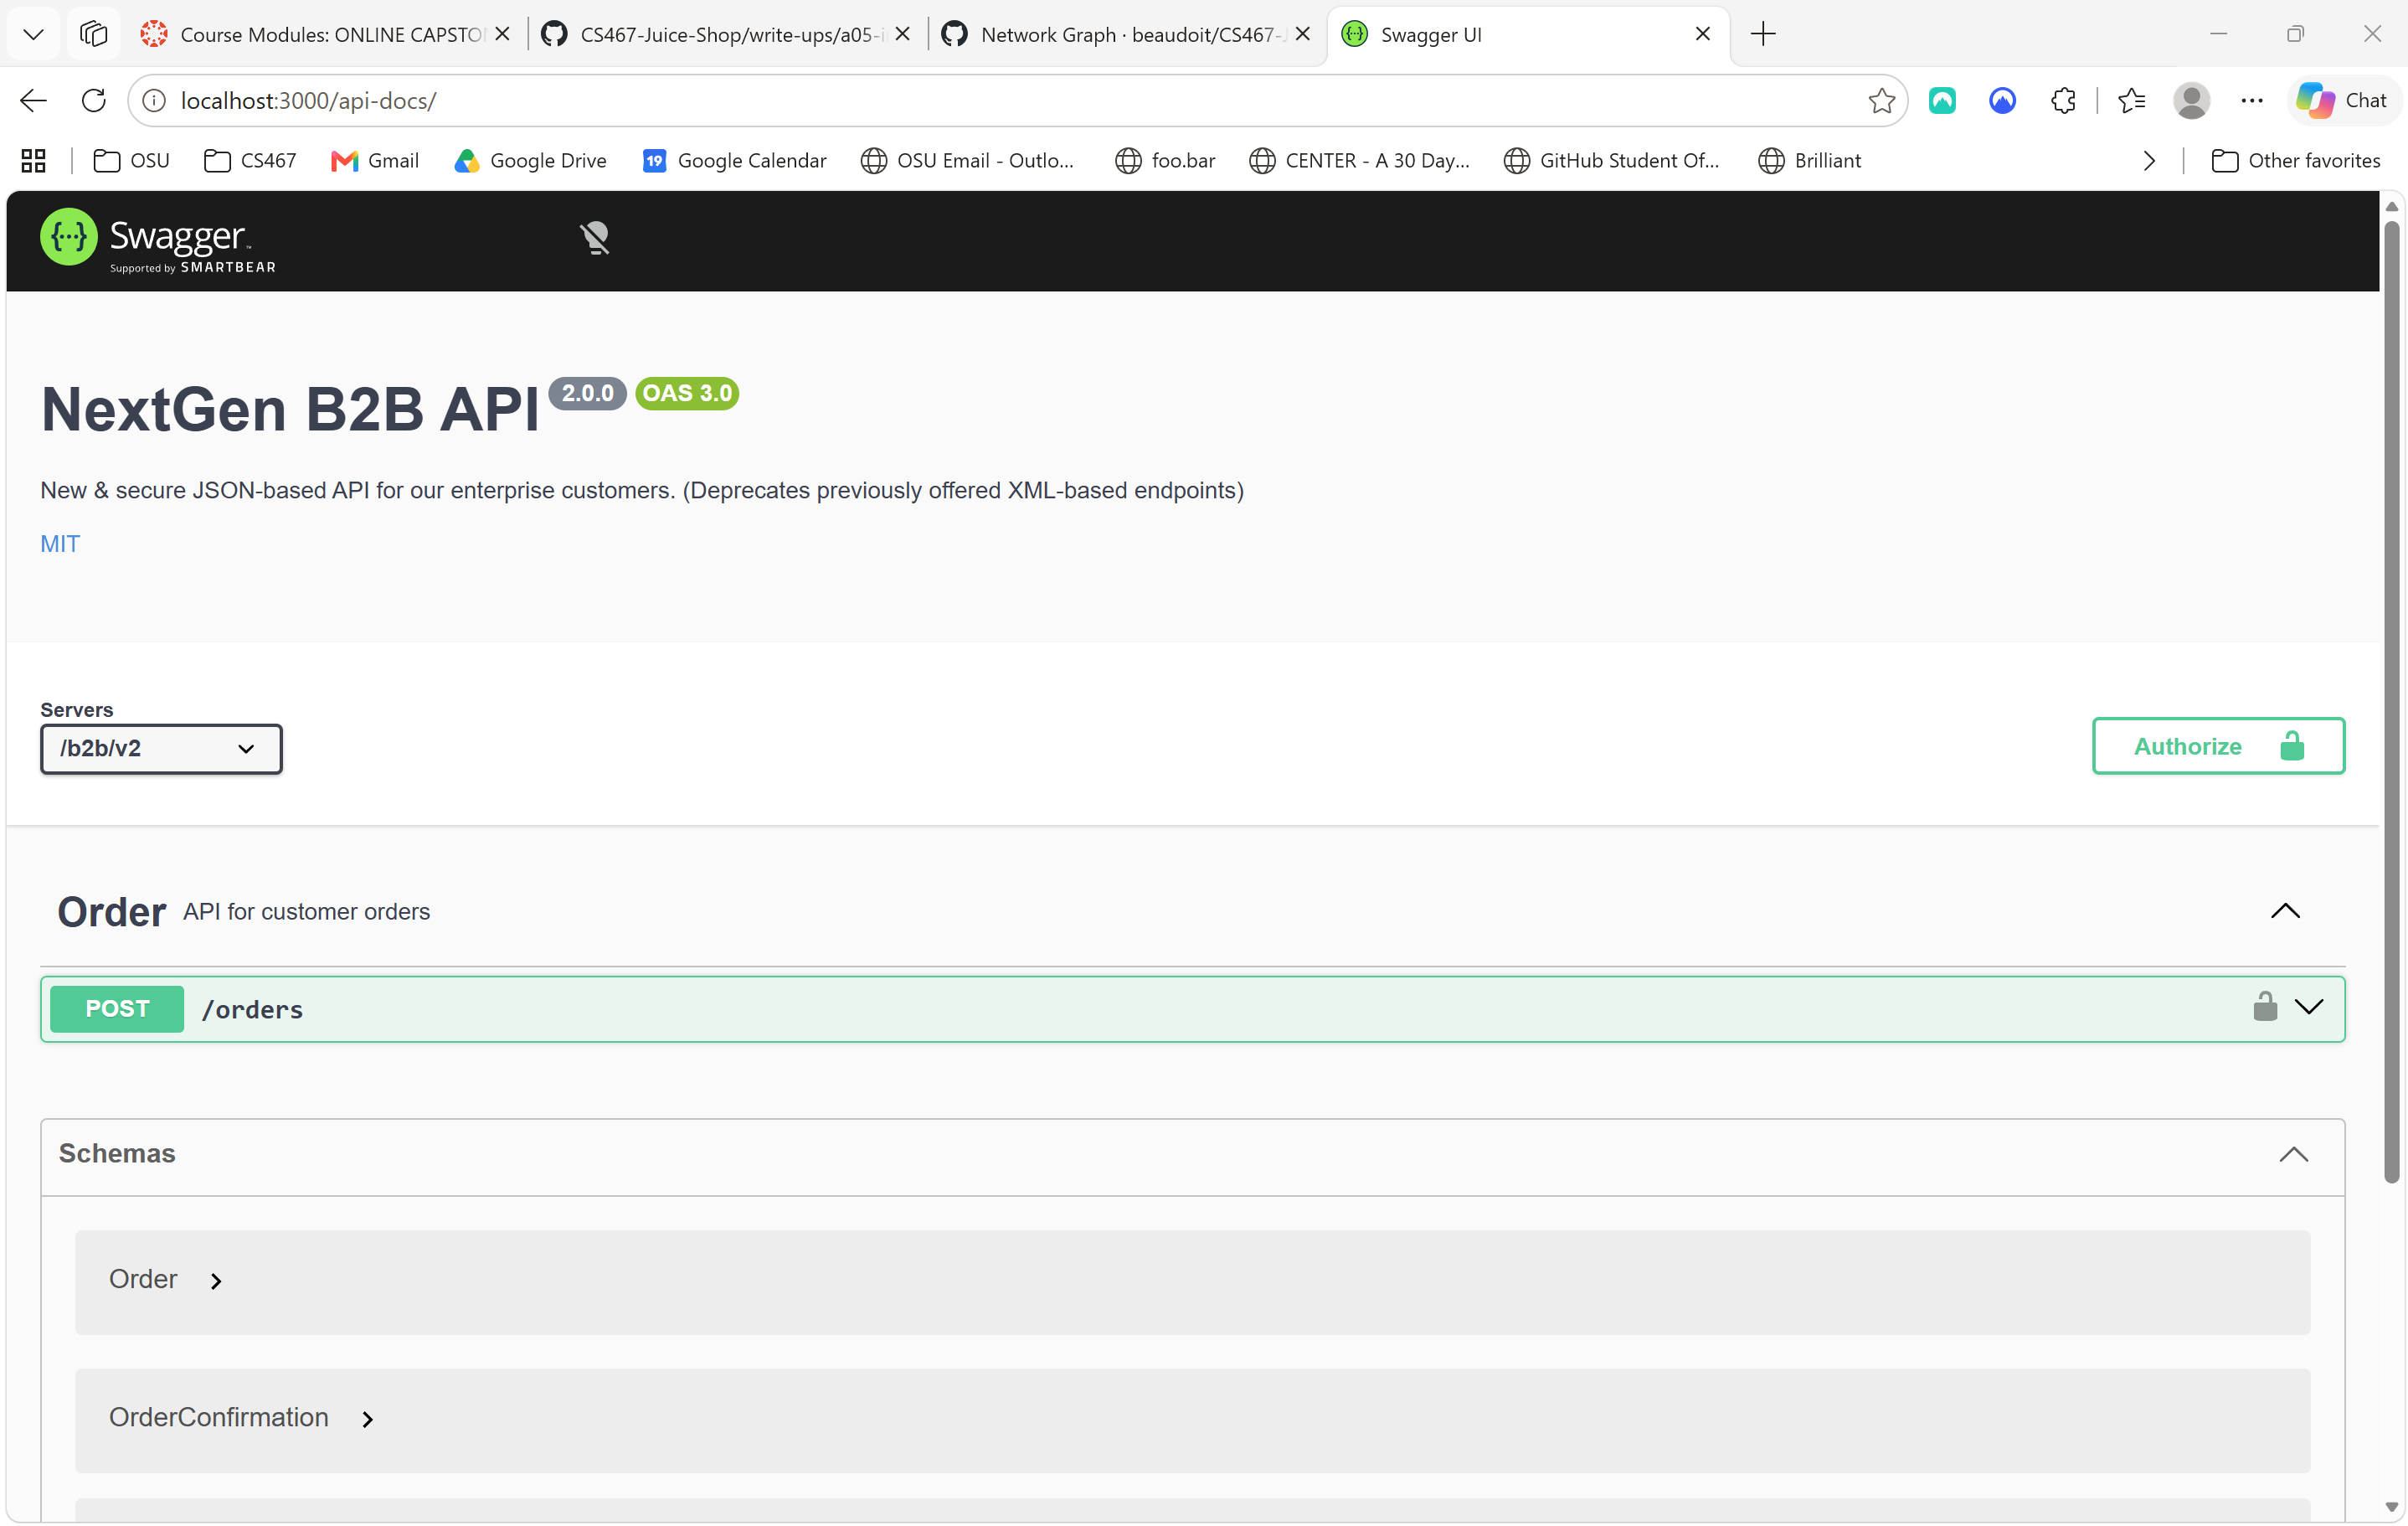 Course Modules: ONLINE CAPSTO
CS467-Juice-Shop/write-ups/a05-i
Network Graph · beaudoit/CS467-J
Swagger UI
localhost:3000/api-docs/
Chat
OSU
CS467
Gmail
Google Drive
19
Google Calendar
OSU Email - Outlo...
foo.bar
CENTER - A 30 Day...
GitHub Student Of...
Brilliant
Other favorites
{···} Swagger™
Supported by SMARTBEAR
NextGen B2B API 2.0.0 OAS 3.0
New & secure JSON-based API for our enterprise customers. (Deprecates previously offered XML-based endpoints)
MIT
Servers
/b2b/v2
Authorize
Order API for customer orders
POST /orders
Schemas
Order
OrderConfirmation